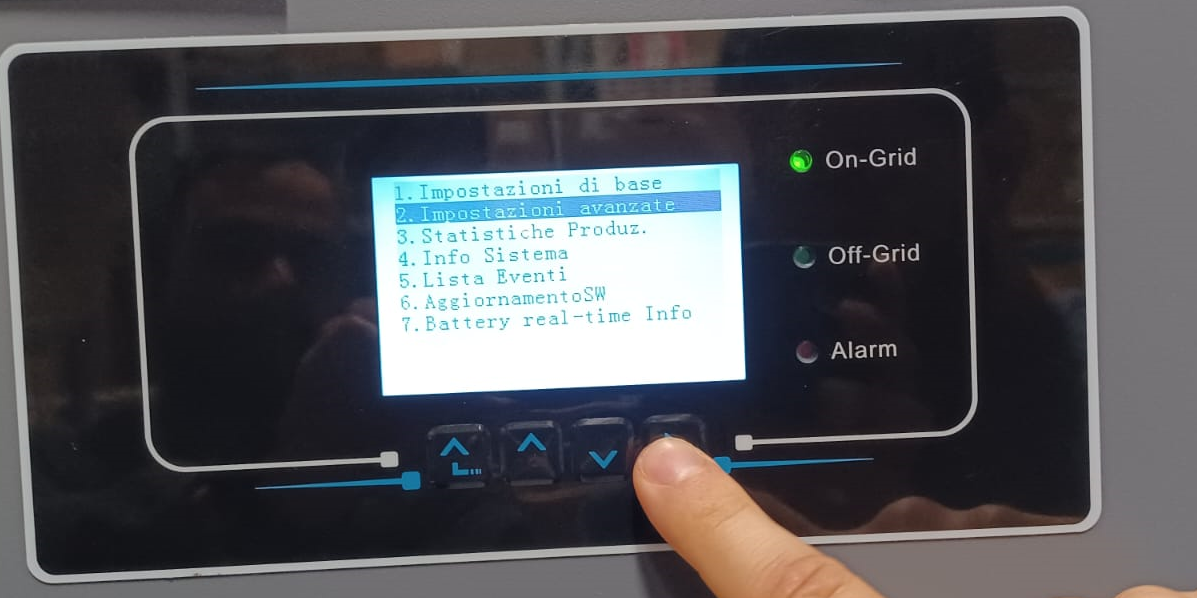 1.Impostazioni di base
2.Impostazioni avanzate
3.Statistiche Produz.
4.Info Sistema
5.Lista Eventi
6.AggiornamentoSW
7.Battery real-time Info
On-Grid
Off-Grid
Alarm